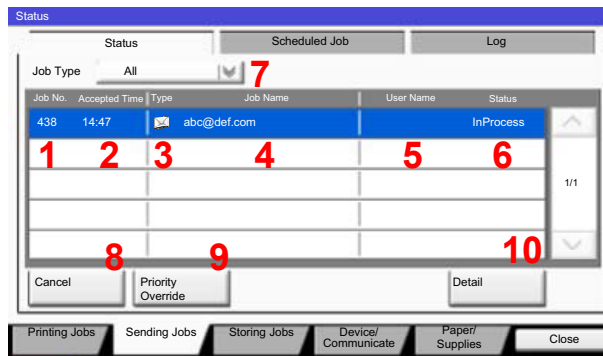 Status
Status Scheduled Job Log
Job Type All 7
Job No. Accepted Time Type Job Name User Name Status
438 14:47 abc@def.com InProcess
1 2 3 4 5 6
1/1
8 9 10
Cancel Priority Detail
Override
Printing Jobs Sending Jobs Storing Jobs Device/ Paper/ Close
Communicate Supplies